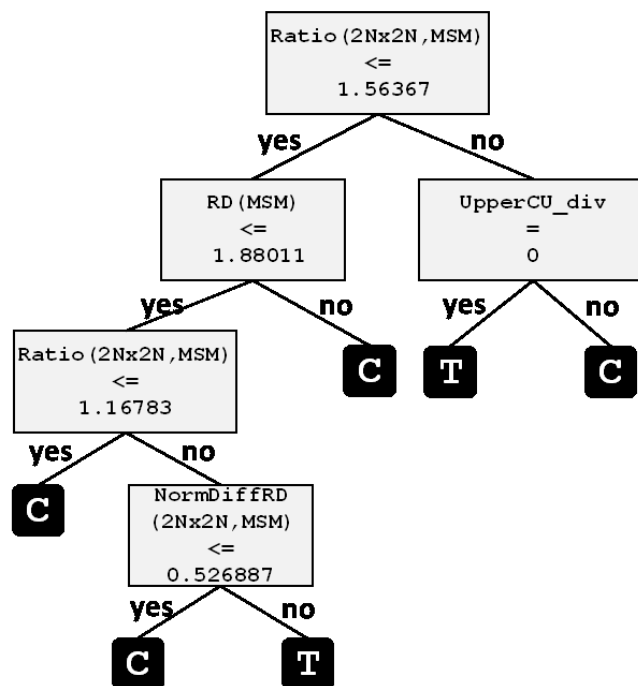 Ratio(2Nx2N,MSM)
<=
1.56367
yes
no
RD(MSM)
<=
1.88011
UpperCU_div
=
0
yes
no
yes
no
Ratio(2Nx2N,MSM)
<=
1.16783
C
T
C
yes
no
C
NormDiffRD
(2Nx2N,MSM)
<=
0.526887
yes
no
C
T